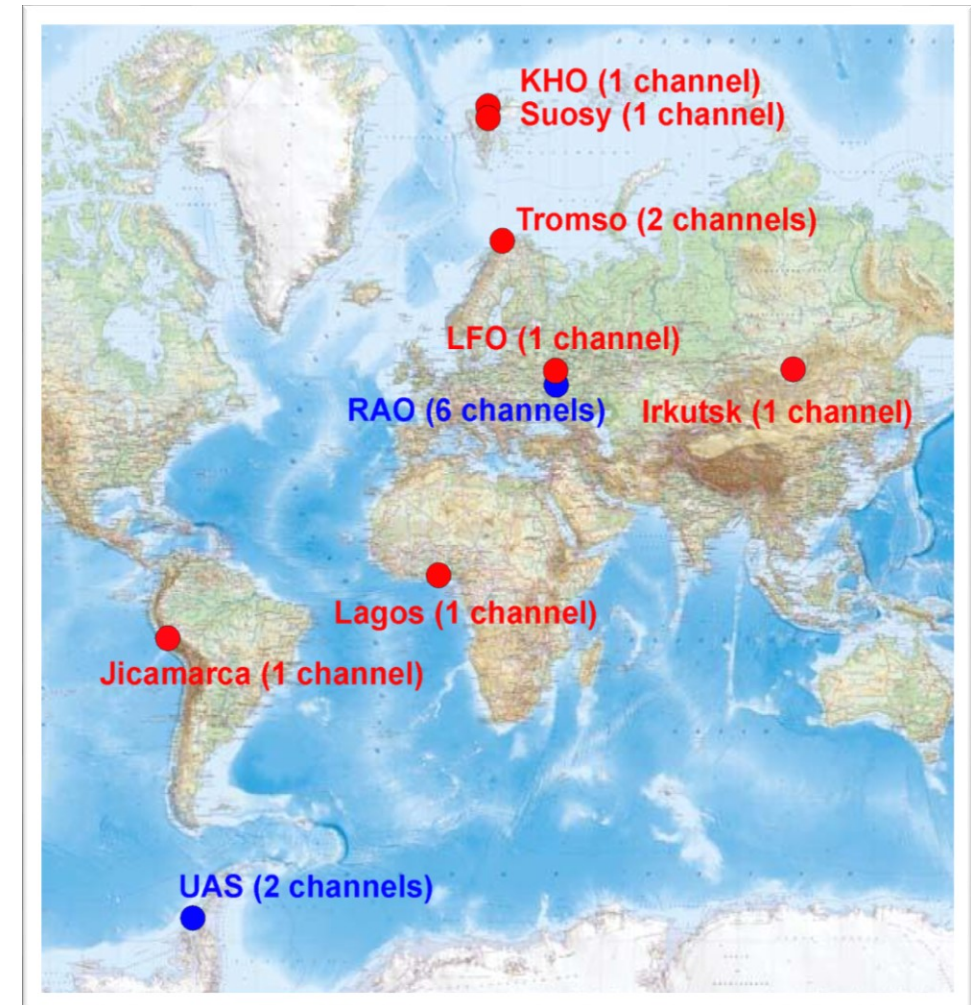 KHO (1 channel)
Suosy (1 channel)
Tromso (2 channels)
LFO (1 channel)
RAO (6 channels)
Irkutsk (1 channel)
Lagos (1 channel)
Jicamarca (1 channel)
UAS (2 channels)